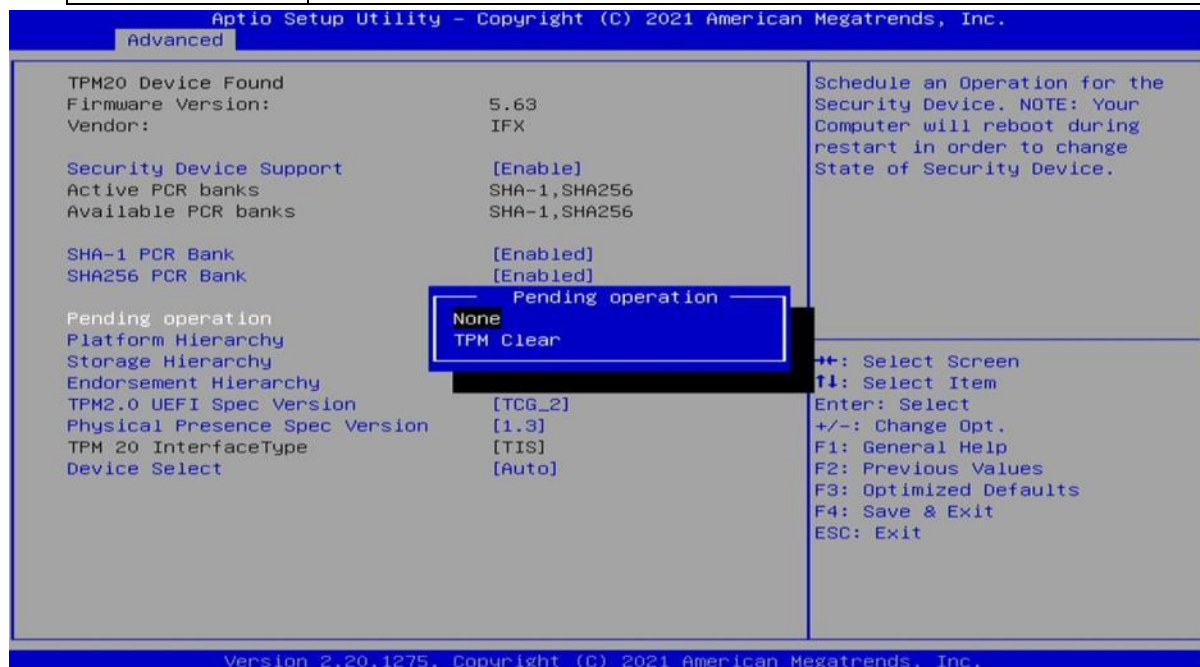 Aptio Setup Utility – Copyright (C) 2021 American Megatrends, Inc.
Advanced
TPM20 Device Found
Firmware Version: 5.63
Vendor: IFX
Security Device Support [Enable]
Active PCR banks SHA-1,SHA256
Available PCR banks SHA-1,SHA256
SHA-1 PCR Bank [Enabled]
SHA256 PCR Bank [Enabled]
Pending operation
Platform Hierarchy
Storage Hierarchy
Endorsement Hierarchy
TPM2.0 UEFI Spec Version [TCG_2]
Physical Presence Spec Version [1.3]
TPM 20 InterfaceType [TIS]
Device Select [Auto]
Pending operation
None
TPM Clear
Schedule an Operation for the
Security Device. NOTE: Your
Computer will reboot during
restart in order to change
State of Security Device.
→←: Select Screen
↑↓: Select Item
Enter: Select
+/-: Change Opt.
F1: General Help
F2: Previous Values
F3: Optimized Defaults
F4: Save & Exit
ESC: Exit
Version 2.20.1275. Copyright (C) 2021 American Megatrends, Inc.